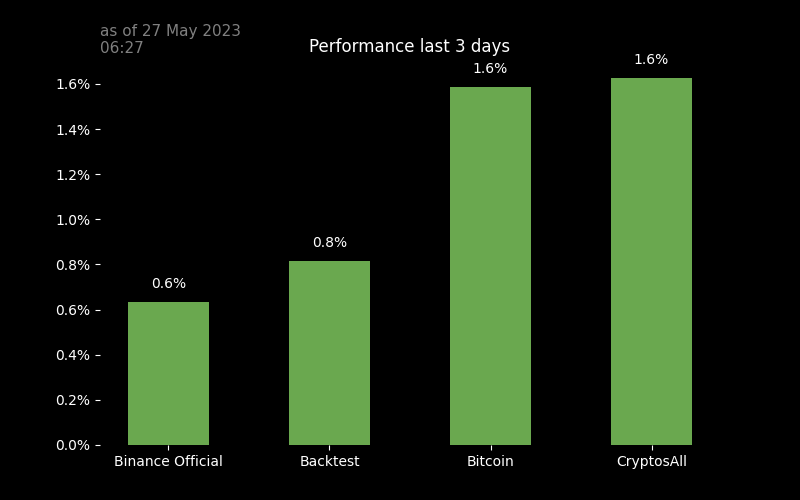 as of 27 May 2023
06:27
Performance last 3 days
1.6%
1.6%
0.8%
0.6%
1.6%
1.4%
1.2%
1.0%
0.8%
0.6%
0.4%
0.2%
0.0%
Binance Official
Backtest
Bitcoin
CryptosAll